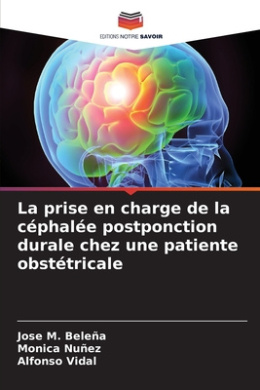 EDITIONS NOTRE SAVOIR
La prise en charge de la
céphalée postponction
durale chez une patiente
obstétricale
Jose M. Beleña
Monica Nuñez
Alfonso Vidal